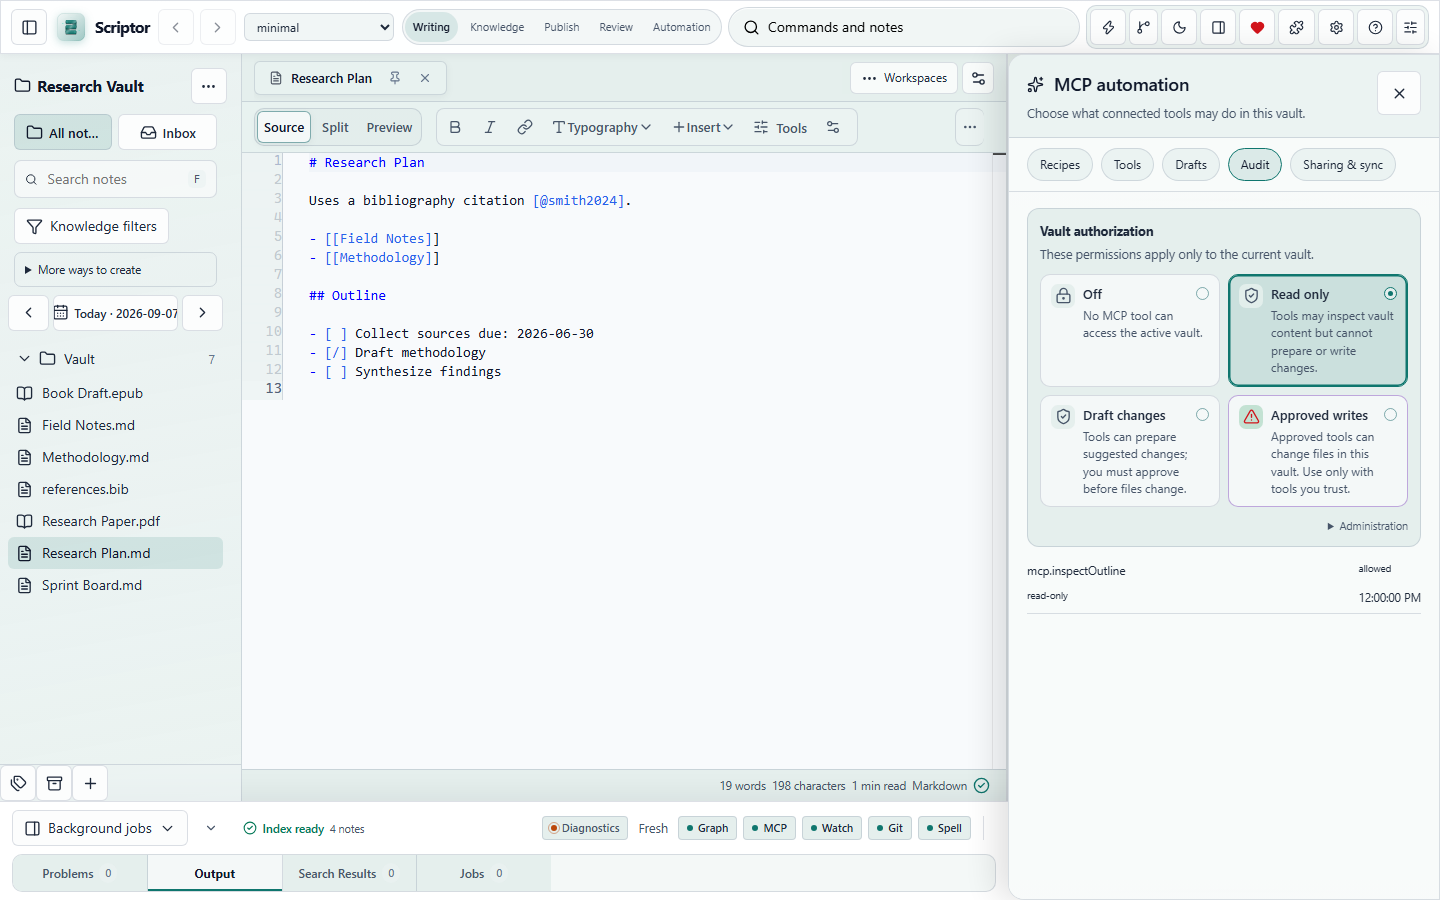 Scriptor
minimal
Writing
Knowledge
Publish
Review
Automation
Commands and notes
Research Vault
All not...
Inbox
Search notes
F
Knowledge filters
More ways to create
Today · 2026-09-07
Vault
7
Book Draft.epub
Field Notes.md
Methodology.md
references.bib
Research Paper.pdf
Research Plan.md
Sprint Board.md
Research Plan
Workspaces
Source
Split
Preview
Typography
Insert
Tools
1 # Research Plan
2
3 Uses a bibliography citation [@smith2024].
4
5 - [[Field Notes]]
6 - [[Methodology]]
7
8 ## Outline
9
10 - [ ] Collect sources due: 2026-06-30
11 - [/] Draft methodology
12 - [ ] Synthesize findings
13
19 words 198 characters 1 min read Markdown
Background jobs
Index ready 4 notes
Diagnostics
Fresh
Graph
MCP
Watch
Git
Spell
Problems 0
Output
Search Results 0
Jobs 0
MCP automation
Choose what connected tools may do in this vault.
Recipes
Tools
Drafts
Audit
Sharing & sync
Vault authorization
These permissions apply only to the current vault.
Off
No MCP tool can
access the active vault.
Read only
Tools may inspect vault
content but cannot
prepare or write
changes.
Draft changes
Tools can prepare
suggested changes;
you must approve
before files change.
Approved writes
Approved tools can
change files in this
vault. Use only with
tools you trust.
Administration
mcp.inspectOutline
allowed
read-only
12:00:00 PM